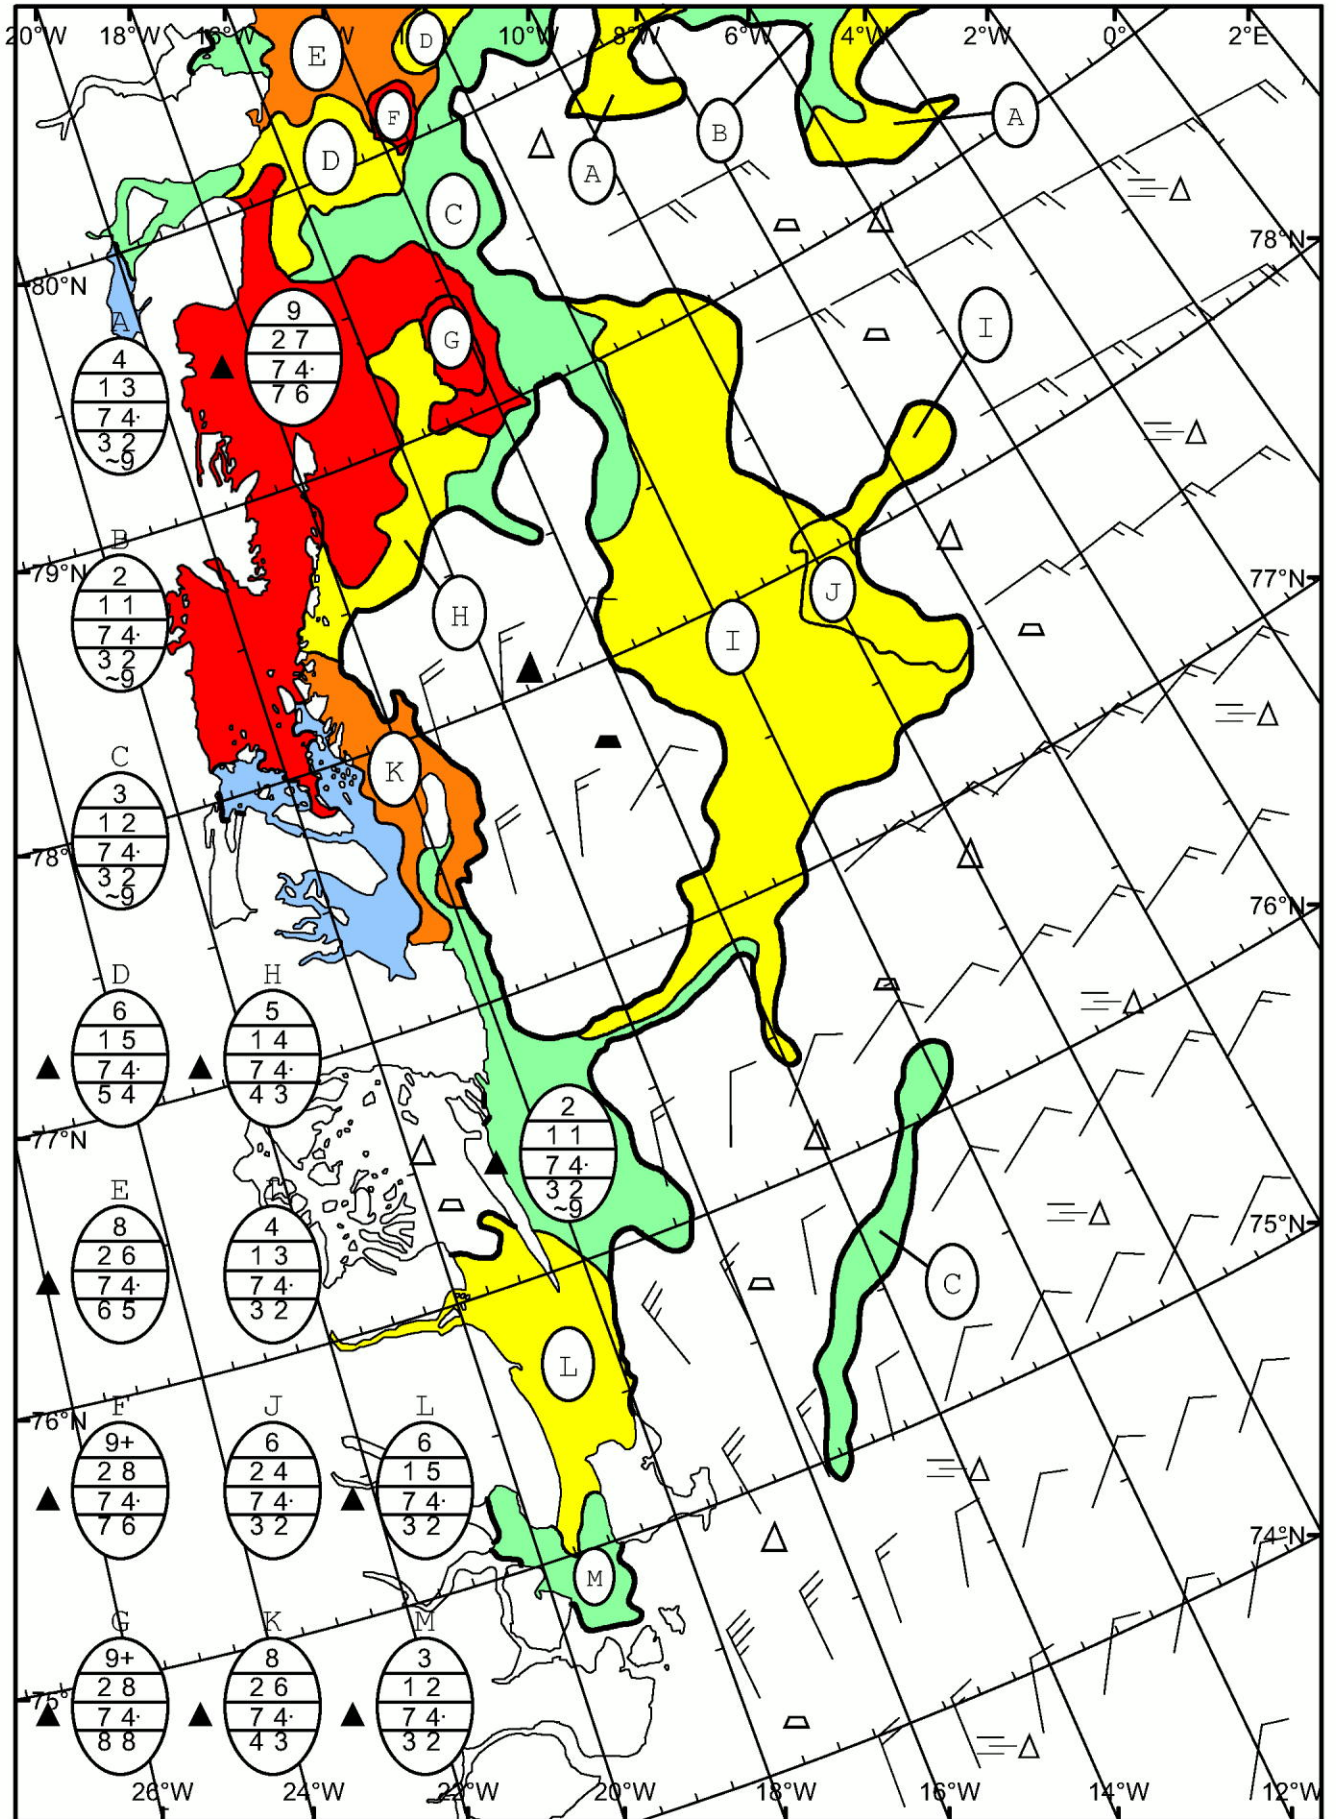 20°W 18°W 16°W 10°W 8°W 6°W 4°W 2°W 0° 2°E
E
D
F
D
C
A
B
A
78°N
80°N
9
2 7
7 4·
7 6
G
I
A
4
1 3
7 4·
3 2
~9
79°N
77°N
B
2
1 1
7 4·
3 2
~9
H
I
J
C
3
1 2
7 4·
3 2
~9
K
78°
76°N
D
6
1 5
7 4·
5 4
H
5
1 4
7 4·
4 3
77°N
2
1 1
7 4·
3 2
~9
75°N
E
8
2 6
7 4·
6 5
I
4
1 3
7 4·
3 2
C
L
76°N
F
9+
2 8
7 4·
7 6
J
6
2 4
7 4·
3 2
L
6
1 5
7 4·
3 2
74°N
M
G
9+
2 8
7 4·
8 8
K
8
2 6
7 4·
4 3
M
3
1 2
7 4·
3 2
75°
26°W 24°W 22°W 20°W 18°W 16°W 14°W 12°W